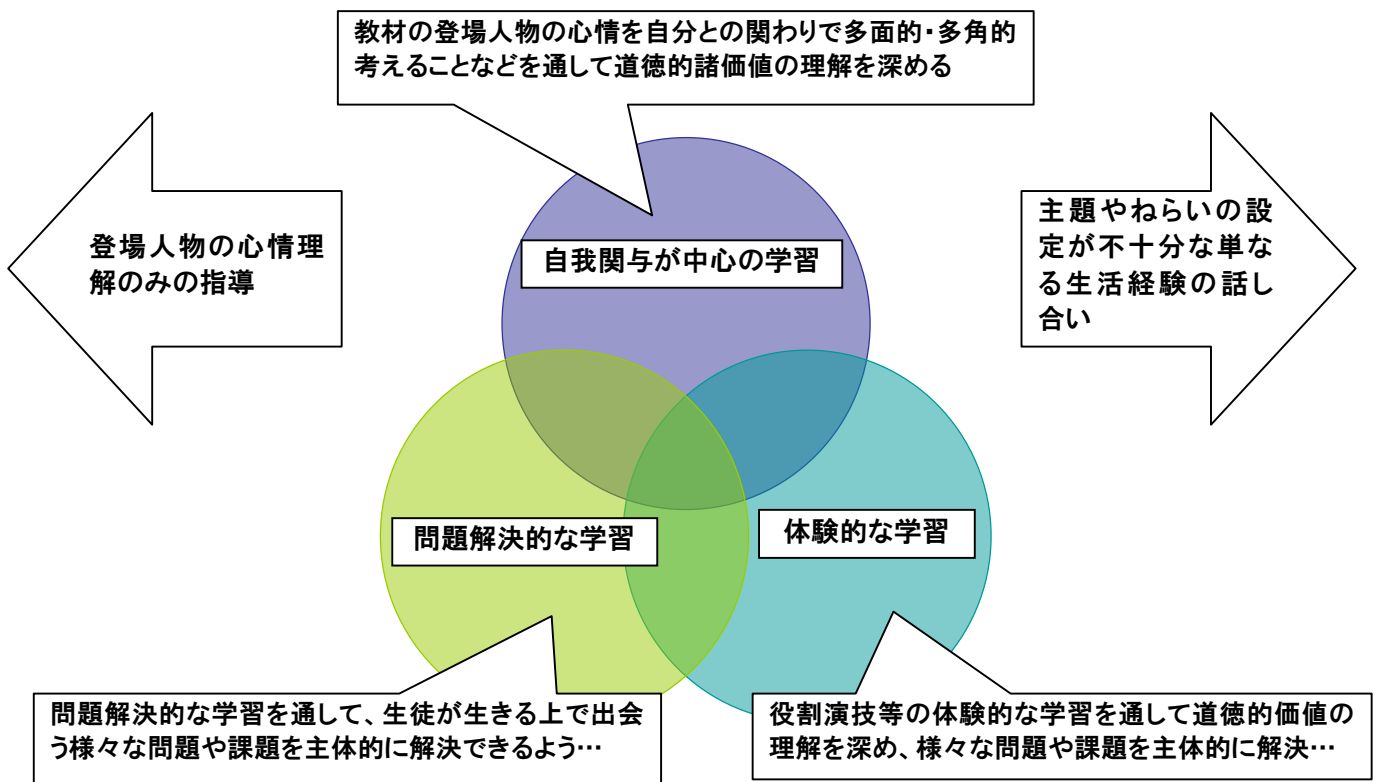 教材の登場人物の心情を自分との関わりで多面的・多角的
考えることなどを通して道徳的諸価値の理解を深める
登場人物の心情理
解のみの指導
主題やねらいの設
定が不十分な単な
る生活経験の話し
合い
自我関与が中心の学習
問題解決的な学習
体験的な学習
問題解決的な学習を通して、生徒が生きる上で出会
う様々な問題や課題を主体的に解決できるよう…
役割演技等の体験的な学習を通して道徳的価値の
理解を深め、様々な問題や課題を主体的に解決…